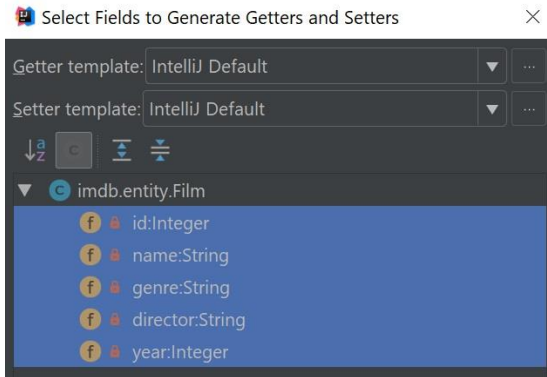 Select Fields to Generate Getters and Setters
Getter template: IntelliJ Default ...
Setter template: IntelliJ Default ...
a z c
c imdb.entity.Film
f id:Integer
f name:String
f genre:String
f director:String
f year:Integer